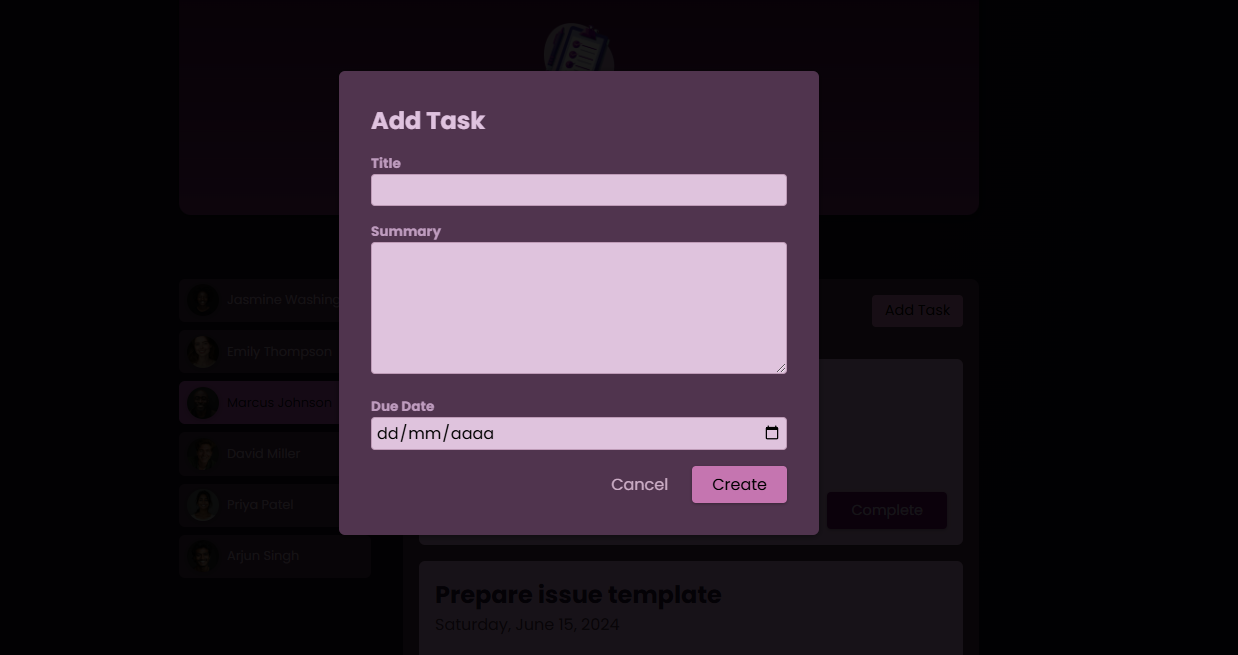 Add Task
Title
Summary
Due Date
dd/mm/aaaa
Cancel
Create
Jasmine Washing
Emily Thompson
Marcus Johnson
David Miller
Priya Patel
Arjun Singh
Add Task
Complete
Prepare issue template
Saturday, June 15, 2024